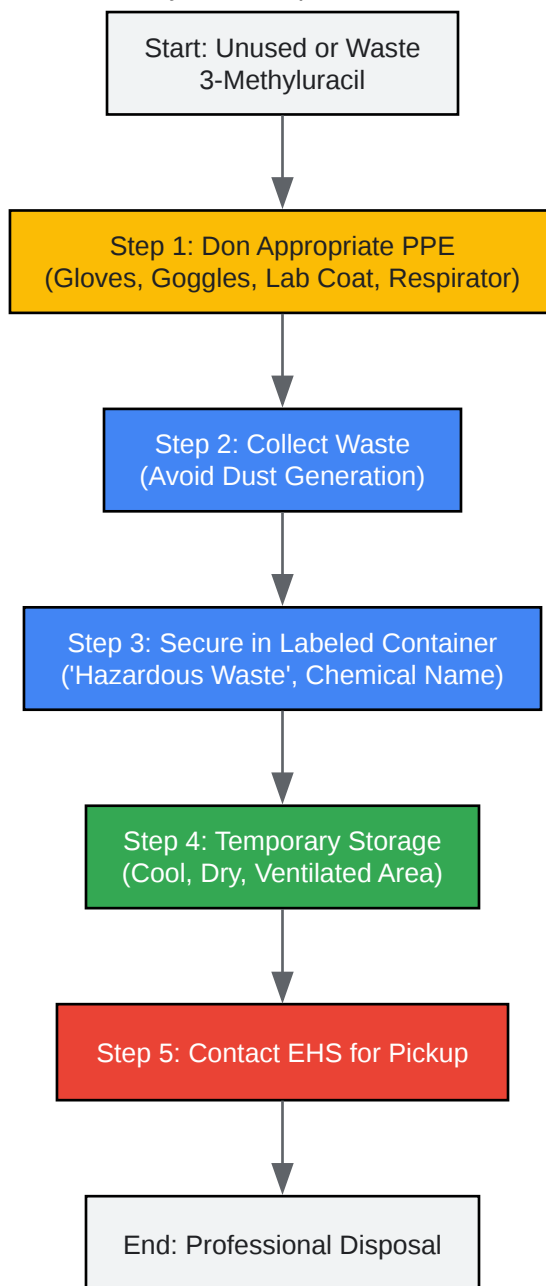 Start: Unused or Waste
3-Methyluracil
Step 1: Don Appropriate PPE
(Gloves, Goggles, Lab Coat, Respirator)
Step 2: Collect Waste
(Avoid Dust Generation)
Step 3: Secure in Labeled Container
('Hazardous Waste', Chemical Name)
Step 4: Temporary Storage
(Cool, Dry, Ventilated Area)
Step 5: Contact EHS for Pickup
End: Professional Disposal